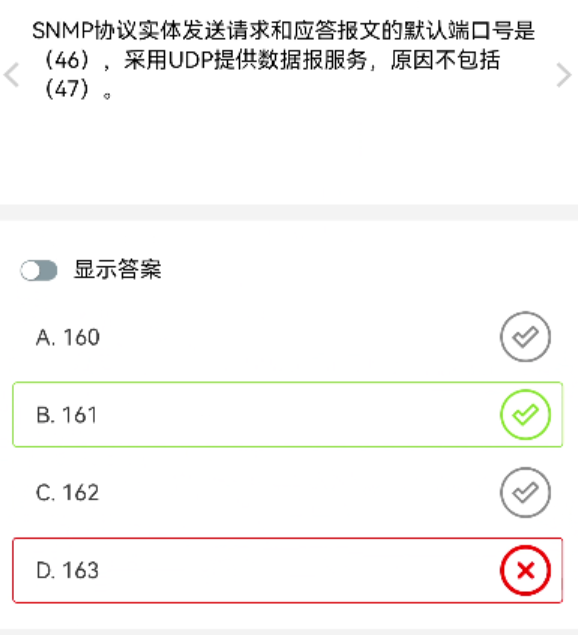 SNMP协议实体发送请求和应答报文的默认端口号是
（46），采用UDP提供数据报服务，原因不包括
（47）。
显示答案
A. 160
B. 161
C. 162
D. 163